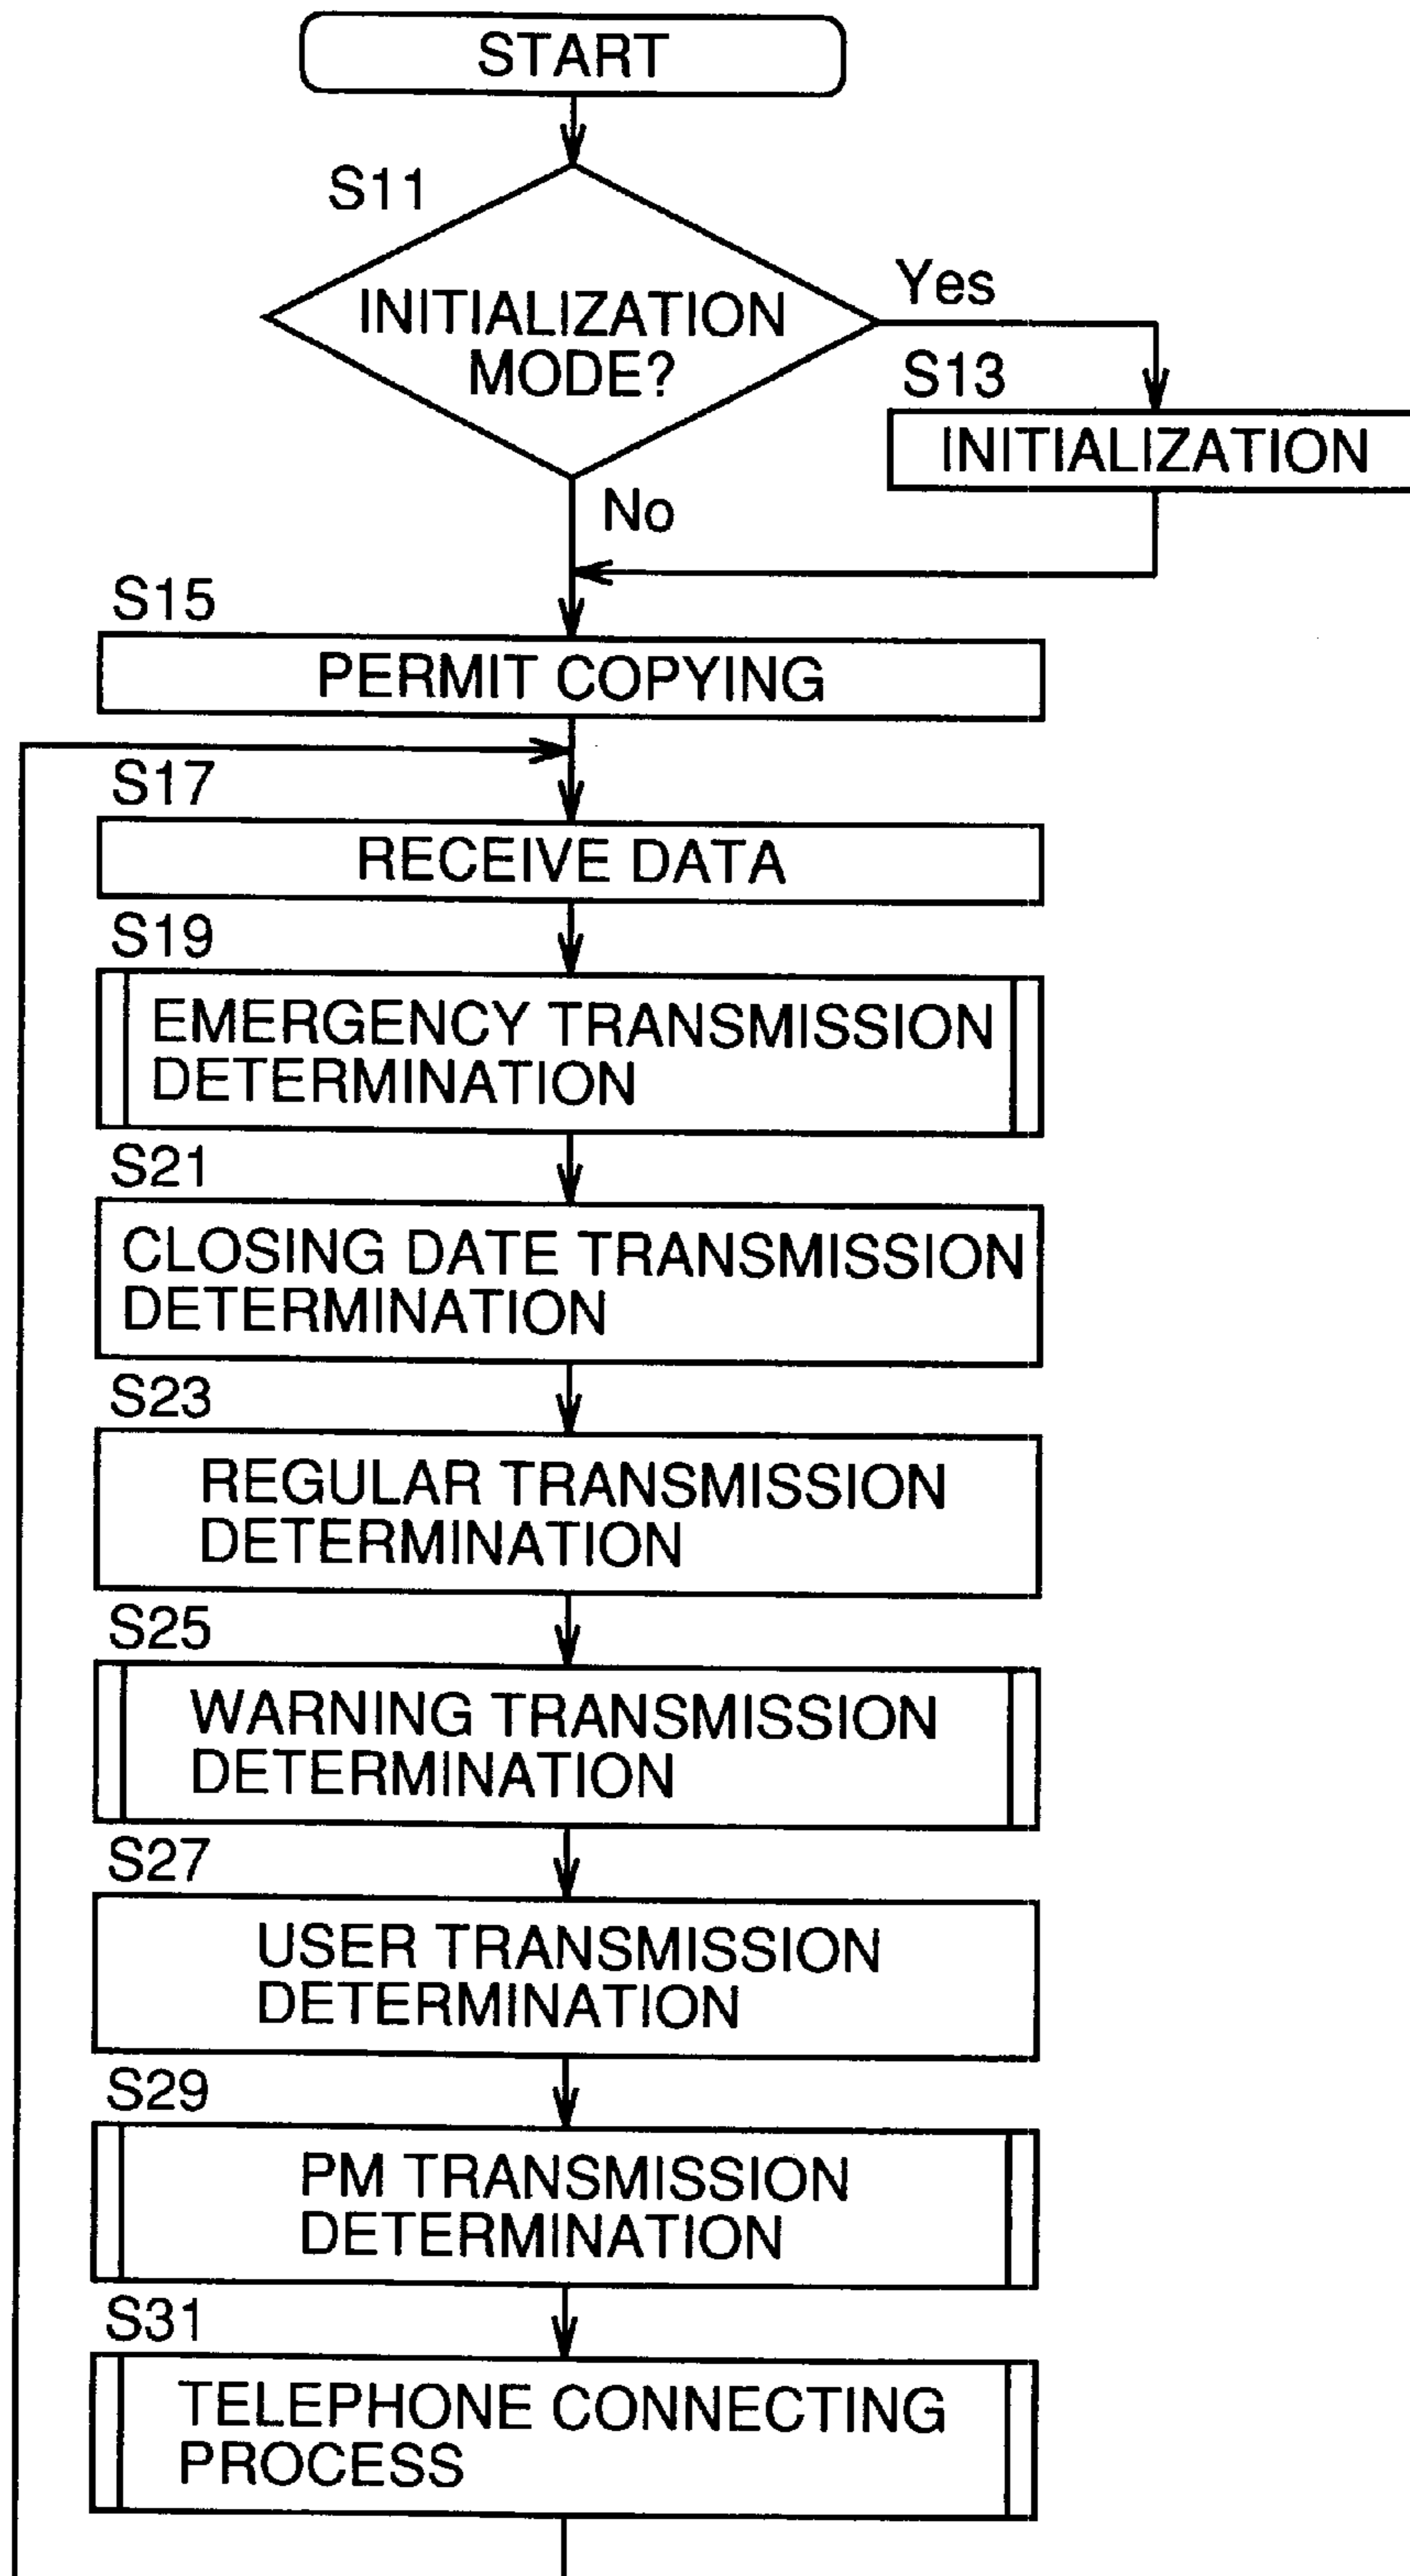 START
S11
INITIALIZATION
MODE?
Yes
S13
INITIALIZATION
No
S15
PERMIT COPYING
S17
RECEIVE DATA
S19
EMERGENCY TRANSMISSION
DETERMINATION
S21
CLOSING DATE TRANSMISSION
DETERMINATION
S23
REGULAR TRANSMISSION
DETERMINATION
S25
WARNING TRANSMISSION
DETERMINATION
S27
USER TRANSMISSION
DETERMINATION
S29
PM TRANSMISSION
DETERMINATION
S31
TELEPHONE CONNECTING
PROCESS